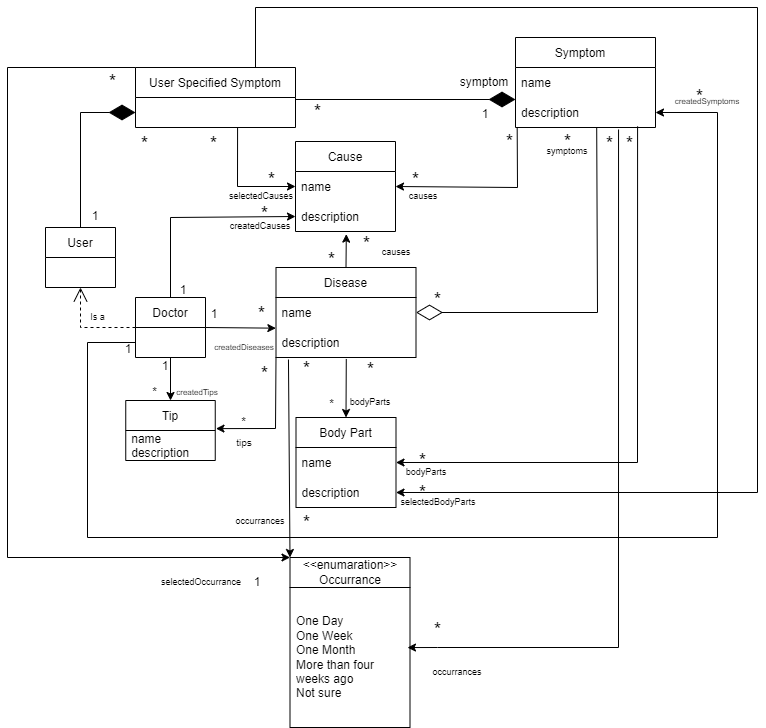 Symptom
name
description
*
User Specified Symptom
symptom
*
1
*
createdSymptoms
*
*
*
*
*
*
symptoms
Cause
name
description
*
selectedCauses
*
causes
*
createdCauses
1
User
*
*
causes
Disease
name
description
*
1
Doctor
Is a
1
*
createdDiseases
1
1
*
createdTips
*
*
*
*
bodyParts
Tip
name
description
*
tips
Body Part
name
description
*
bodyParts
*
selectedBodyParts
occurrances
*
<<enumaration>>
Occurrance
One Day
One Week
One Month
More than four
weeks ago
Not sure
selectedOccurrance
1
*
occurrances